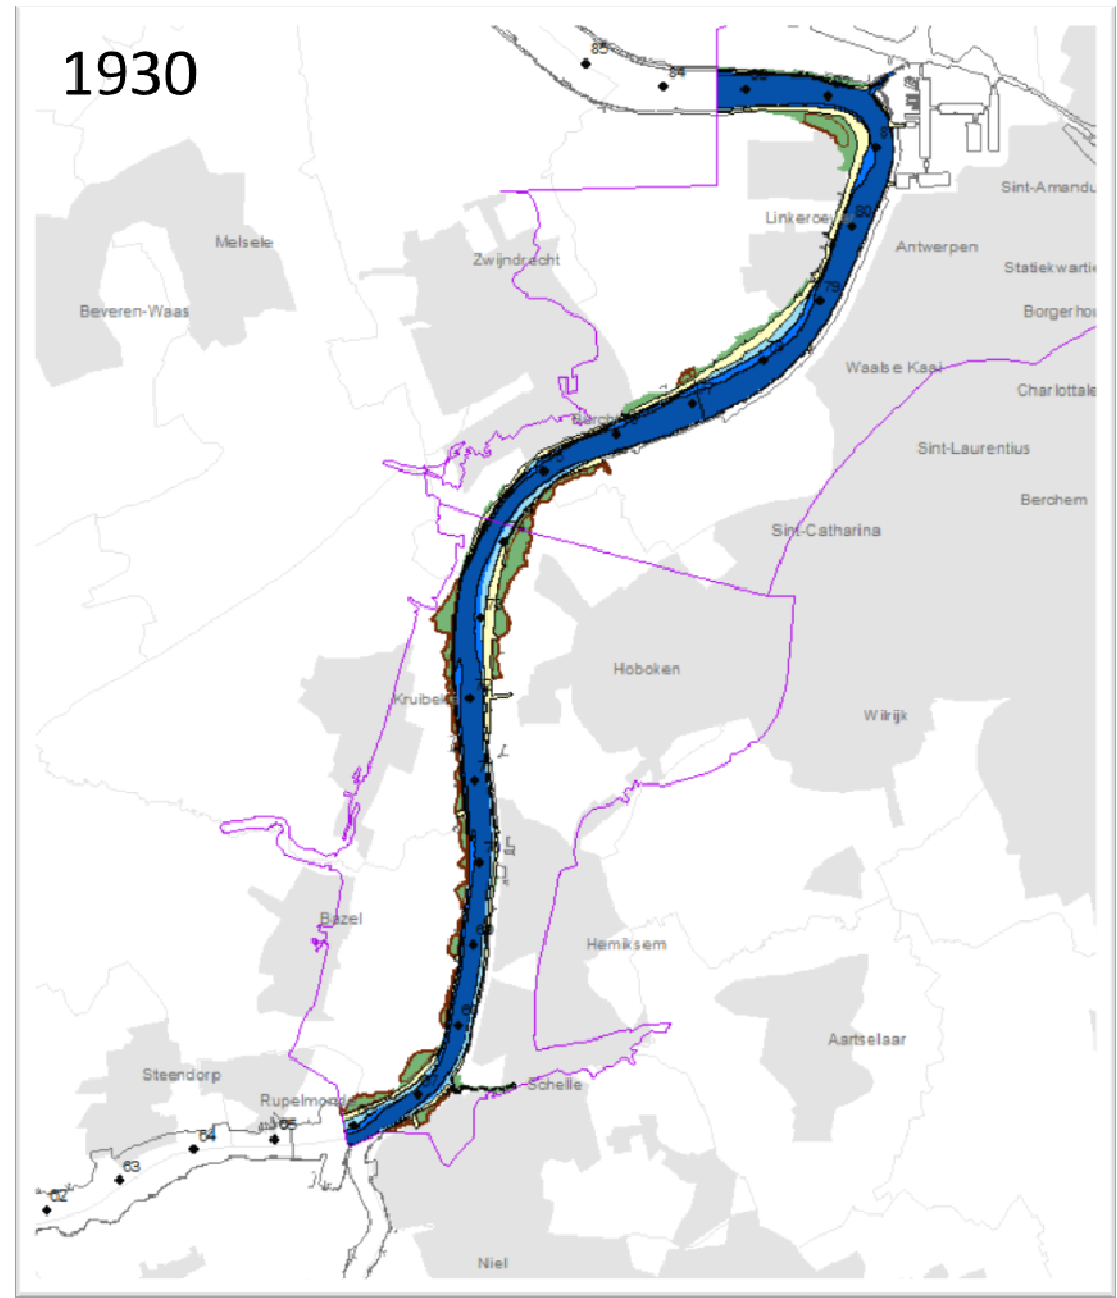 1930
85
84
Sint-Amandu
Linkeroever
80
Antwerpen
Melsele
Zwijndrecht
Statiekwartie
79
Beveren-Waas
Borgerhou
Waalse Kaai
Charlottale
Sint-Laurentius
Berchem
Sint-Catharina
Hoboken
Kruibeke
Wilrijk
Bazel
Hemiksem
Aartselaar
Steendorp
Schelle
Rupelmonde
65
64
63
62
Niel